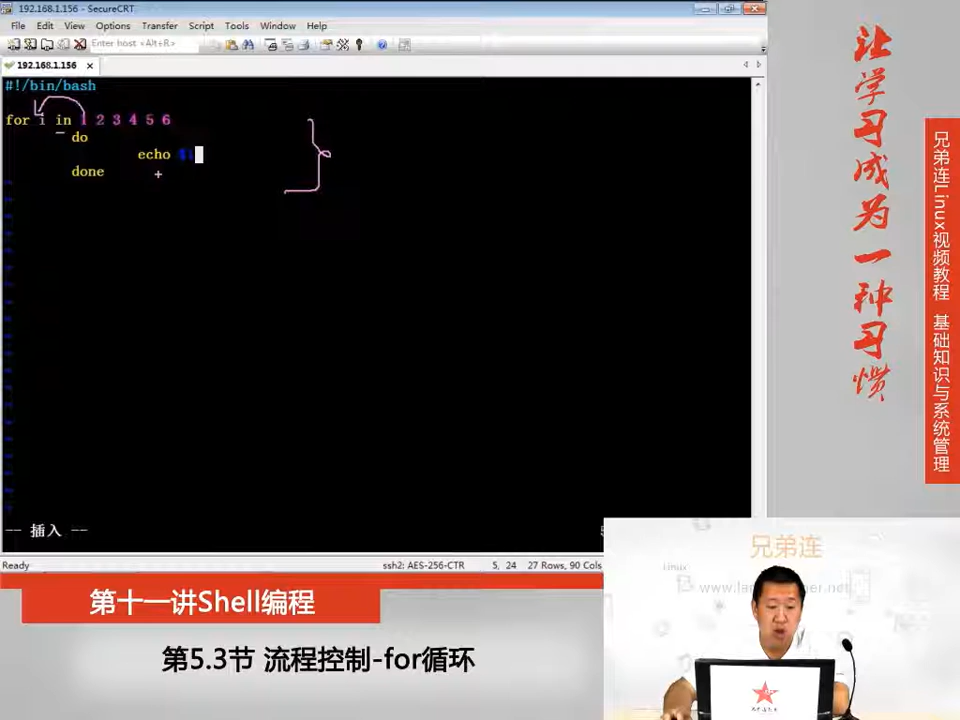 192.168.1.156 - SecureCRT
File Edit View Options Transfer Script Tools Window Help
Enter host <Alt+R>
192.168.1.156
#!/bin/bash
for i in 1 2 3 4 5 6
do
echo $i
done
-- 插入 --
Ready
ssh2: AES-256-CTR 5, 24 27 Rows, 90 Cols
让学习成为一种习惯
兄弟连Linux视频教程 基础知识与系统管理
兄弟连
Linux
第十一讲Shell编程
第5.3节 流程控制-for循环